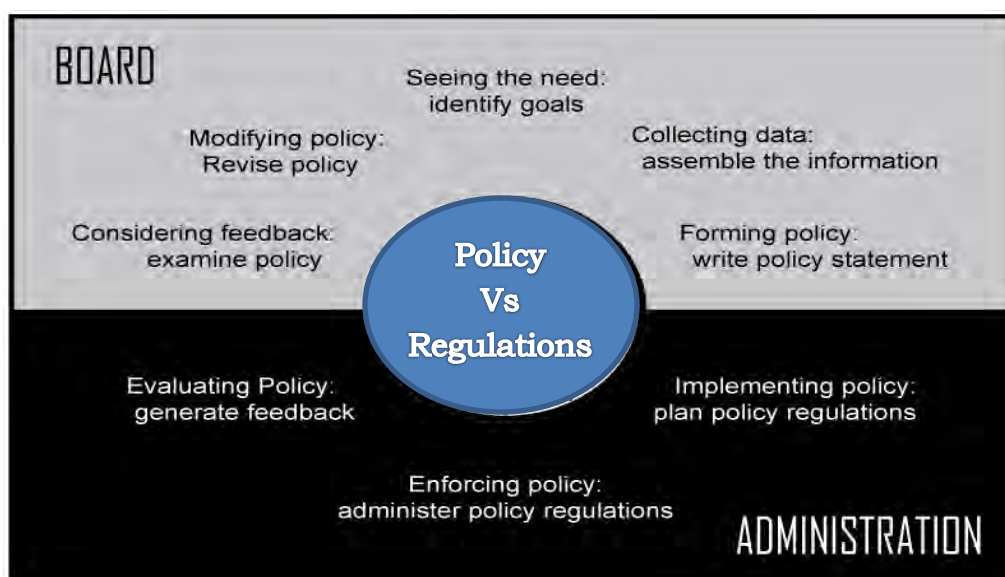 BOARD
Seeing the need:
identify goals
Modifying policy:
Revise policy
Collecting data:
assemble the information
Considering feedback:
examine policy
Forming policy:
write policy statement
Policy
Vs
Regulations
Evaluating Policy:
generate feedback
Implementing policy:
plan policy regulations
Enforcing policy:
administer policy regulations
ADMINISTRATION